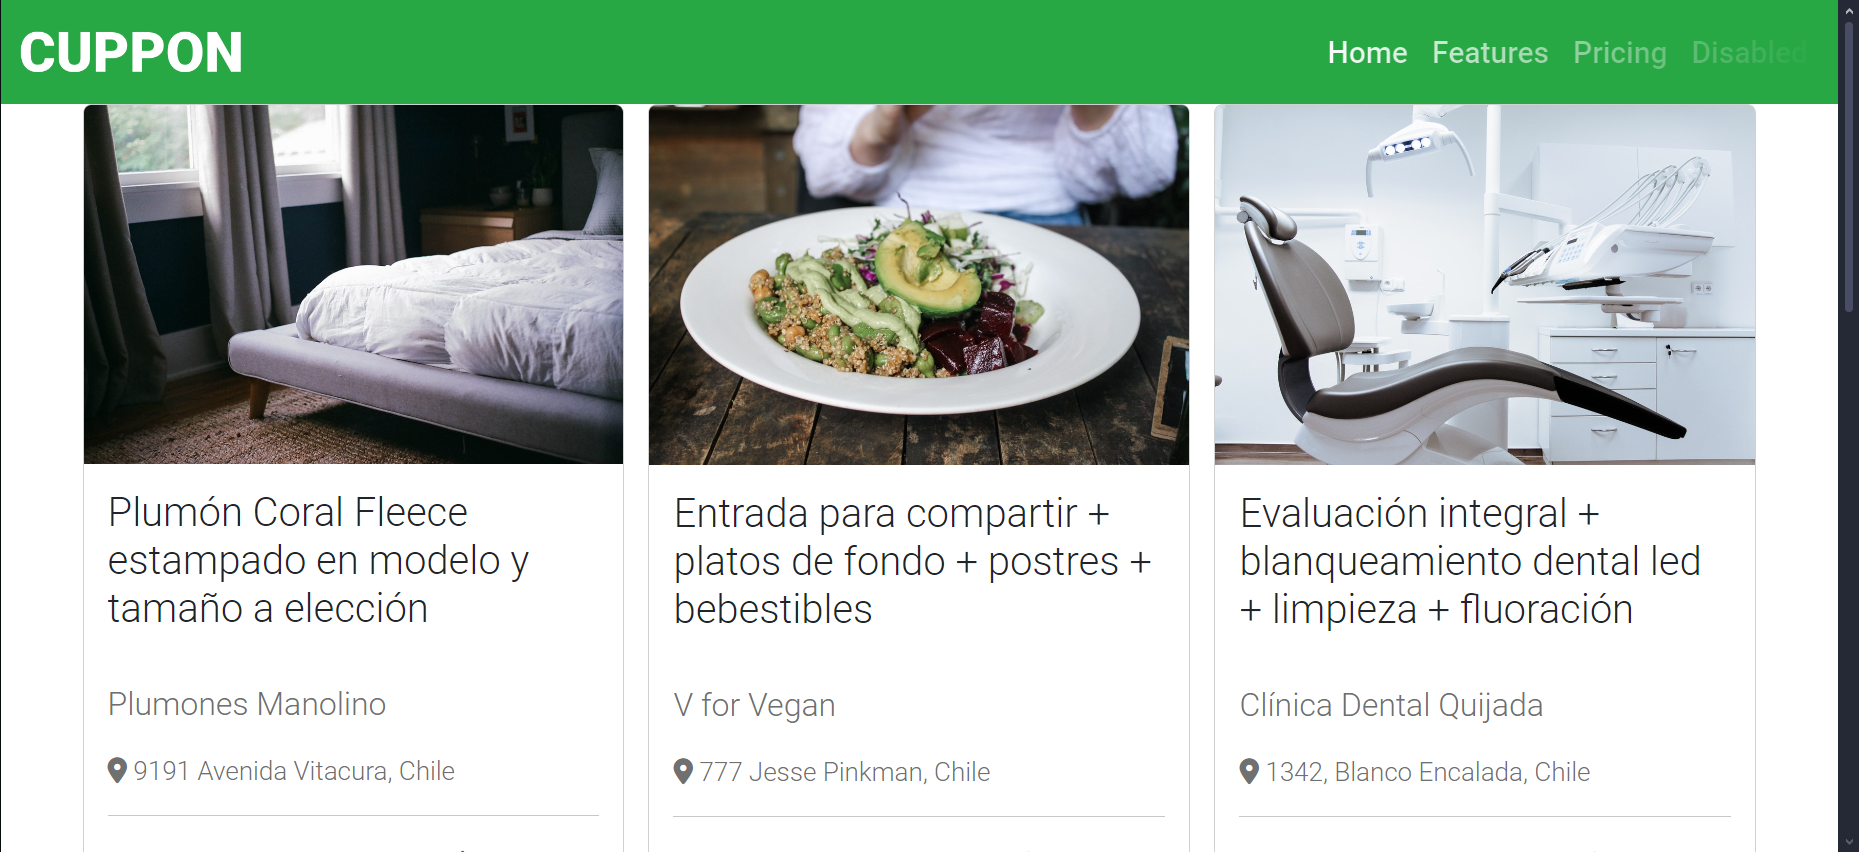 CUPPON
Home Features Pricing Disabled
Plumón Coral Fleece
estampado en modelo y
tamaño a elección
Plumones Manolino
9191 Avenida Vitacura, Chile
Entrada para compartir +
platos de fondo + postres +
bebestibles
V for Vegan
777 Jesse Pinkman, Chile
Evaluación integral +
blanqueamiento dental led
+ limpieza + fluoración
Clínica Dental Quijada
1342, Blanco Encalada, Chile